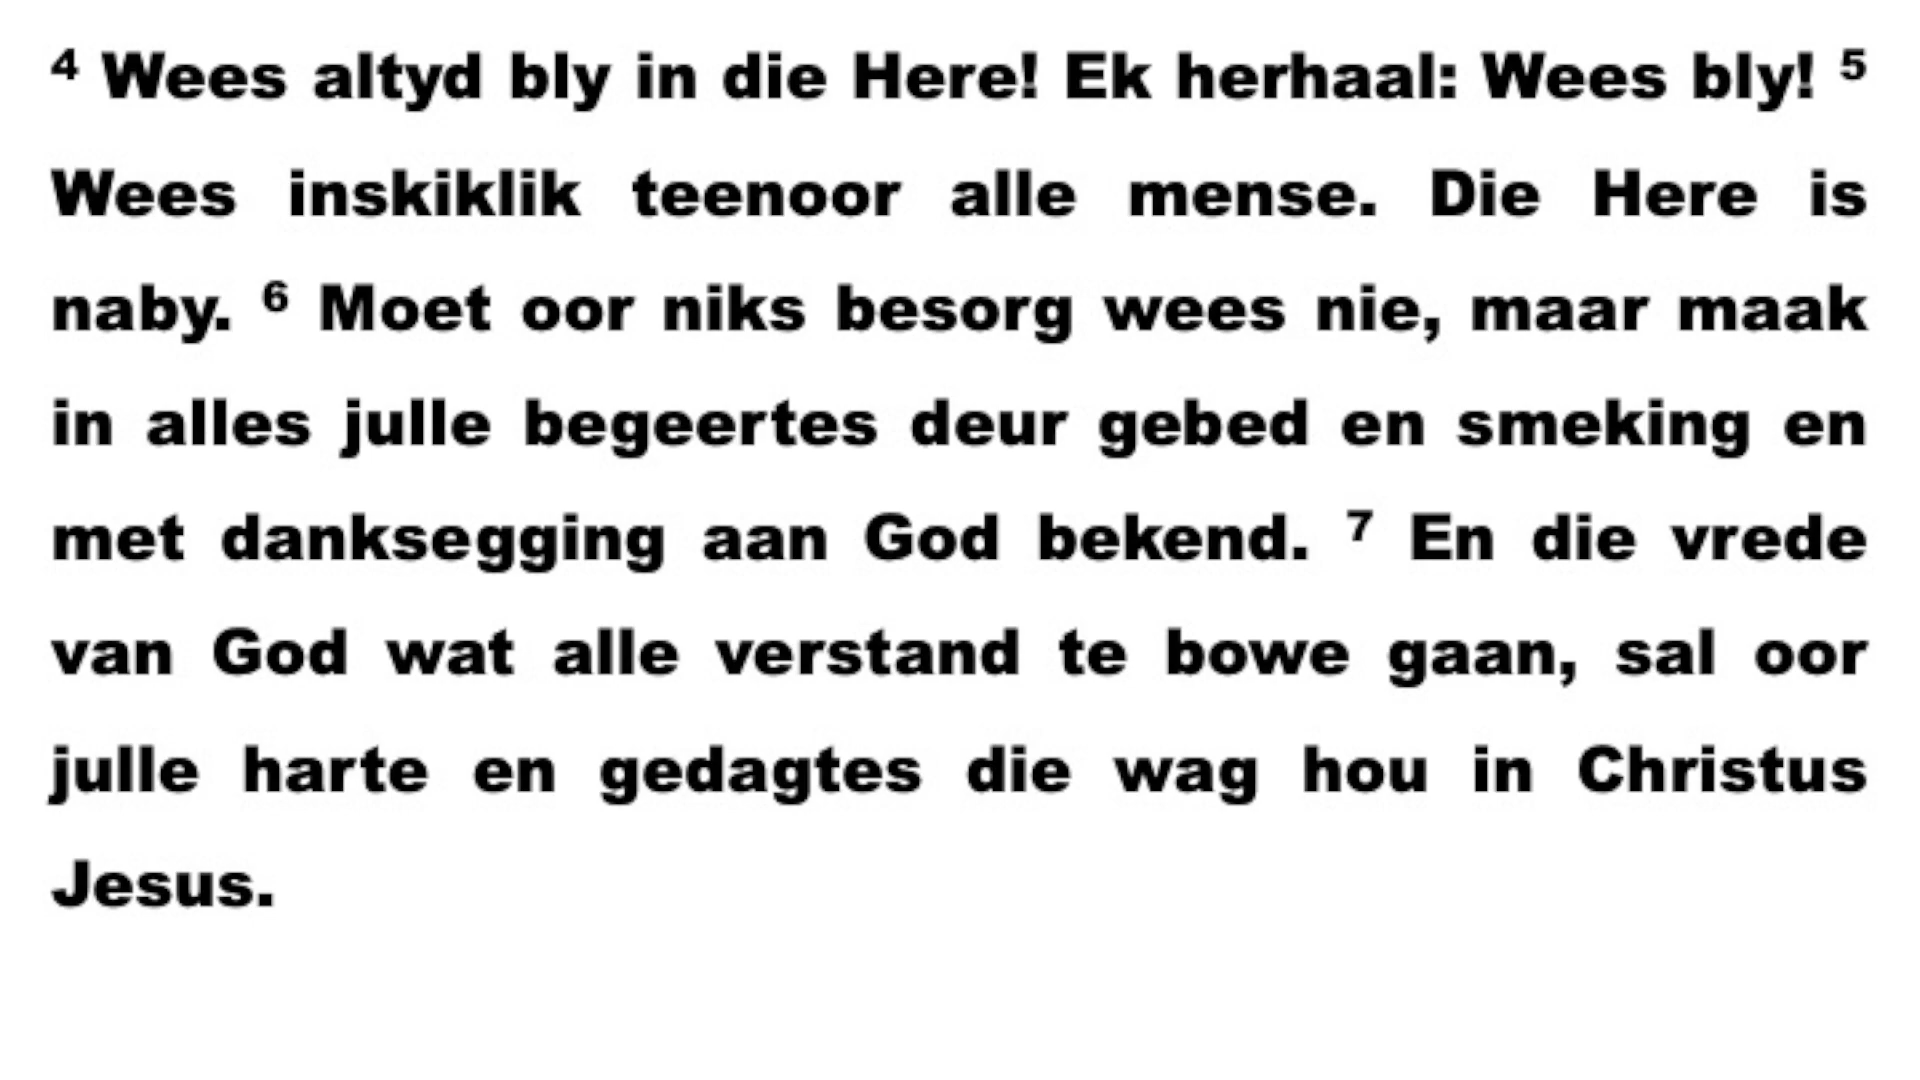 ⁴ Wees altyd bly in die Here! Ek herhaal: Wees bly! ⁵
Wees inskiklik teenoor alle mense. Die Here is
naby. ⁶ Moet oor niks besorg wees nie, maar maak
in alles julle begeertes deur gebed en smeking en
met danksegging aan God bekend. ⁷ En die vrede
van God wat alle verstand te bowe gaan, sal oor
julle harte en gedagtes die wag hou in Christus
Jesus.